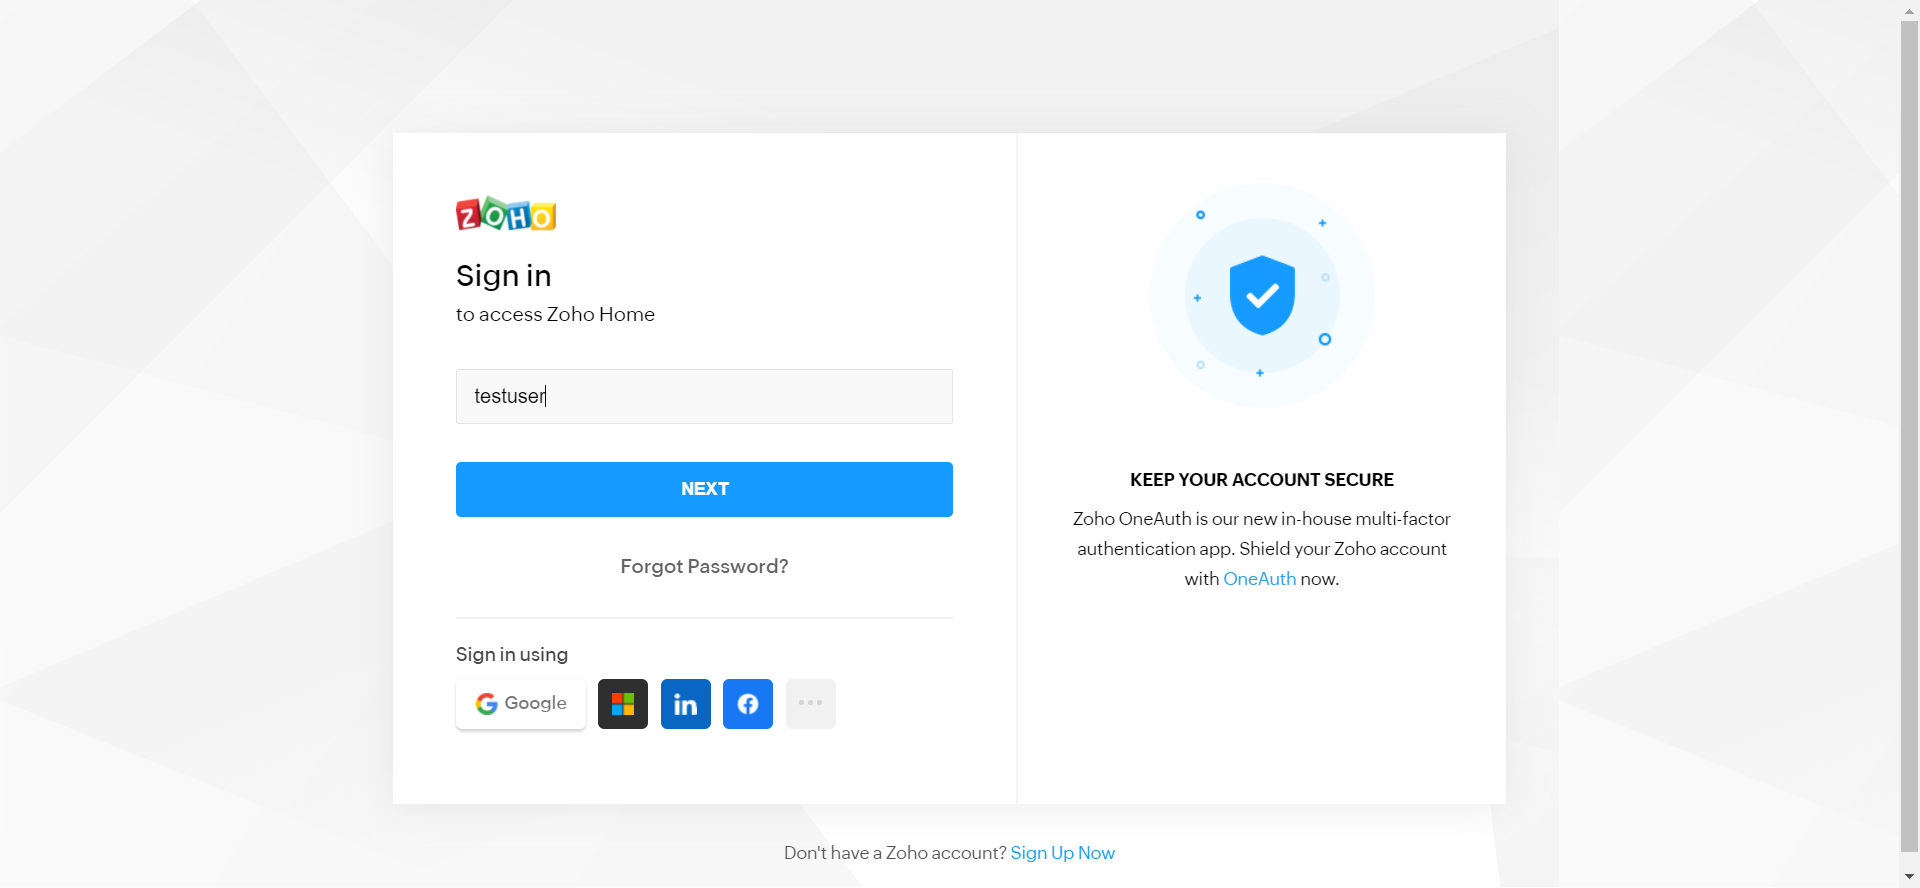 ZOHO
Sign in
to access Zoho Home
testuser
NEXT
Forgot Password?
Sign in using
Google
in
KEEP YOUR ACCOUNT SECURE
Zoho OneAuth is our new in-house multi-factor
authentication app. Shield your Zoho account
with OneAuth now.
Don't have a Zoho account? Sign Up Now